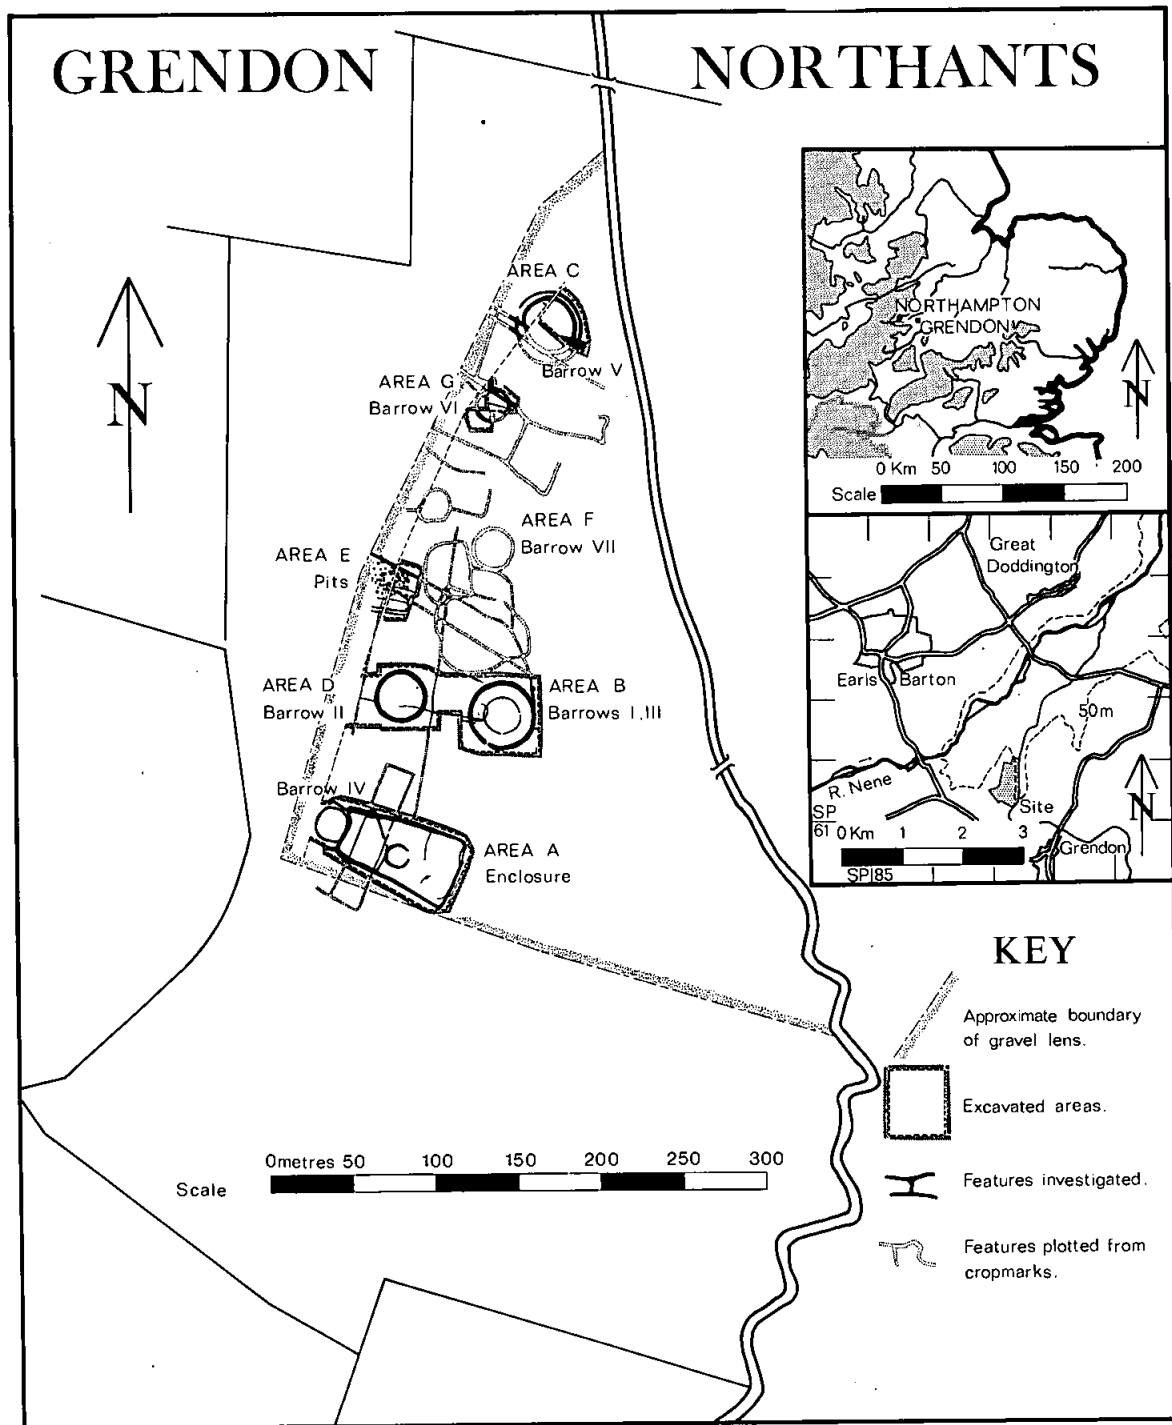 GRENDON NORTHANTS
AREA C
Barrow V
AREA G
Barrow VI
AREA F
Barrow VII
AREA E
Pits
AREA D
Barrow II
AREA B
Barrows I, III
Barrow IV
AREA A
Enclosure
N
0metres 50 100 150 200 250 300
Scale
NORTHAMPTON
GRENDON
N
0 Km 50 100 150 200
Scale
Great
Doddington
Earls Barton
50m
R. Nene
Site
N
SP
61
0Km 1 2 3
Grendon
SP 85
KEY
Approximate boundary
of gravel lens.
Excavated areas.
Features investigated.
Features plotted from
cropmarks.